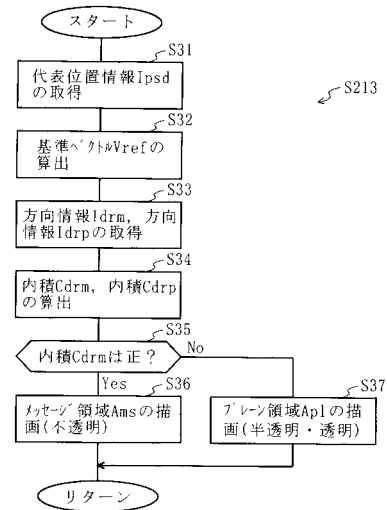 スタート
S31
代表位置情報Ipsd
の取得
S213
S32
基準ベクトルVrefの
算出
S33
方向情報Idrm, 方向
情報Idrpの取得
S34
内積Cdrm, 内積Cdrp
の算出
S35
内積Cdrmは正?
No
Yes
S36
メッセージ領域Amsの描
画(不透明)
S37
プレーン領域Aplの描
画(半透明・透明)
リターン